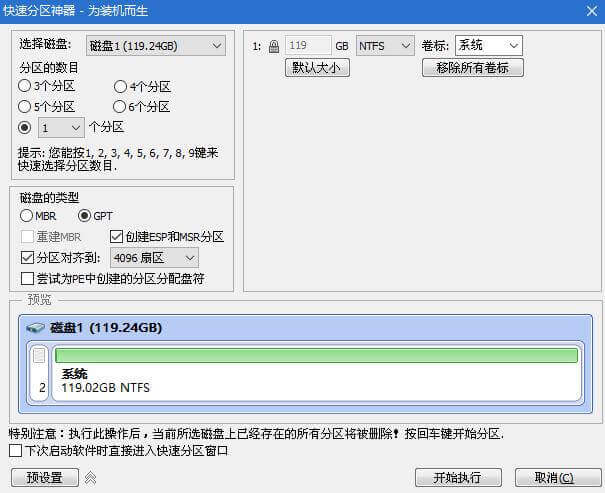 快速分区神器 - 为装机而生
选择磁盘: 磁盘1 (119.24GB)
分区的数目
3个分区 4个分区
5个分区 6个分区
1 个分区
提示: 您能按1, 2, 3, 4, 5, 6, 7, 8, 9键来
快速选择分区数目.
磁盘的类型
MBR GPT
重建MBR 创建ESP和MSR分区
分区对齐到: 4096 扇区
尝试为PE中创建的分区分配盘符
1: 119 GB NTFS 卷标: 系统
默认大小 移除所有卷标
预览
磁盘1 (119.24GB)
2
系统
119.02GB NTFS
特别注意：执行此操作后，当前所选磁盘上已经存在的所有分区将被删除! 按回车键开始分区.
下次启动软件时直接进入快速分区窗口
预设置 开始执行 取消(C)